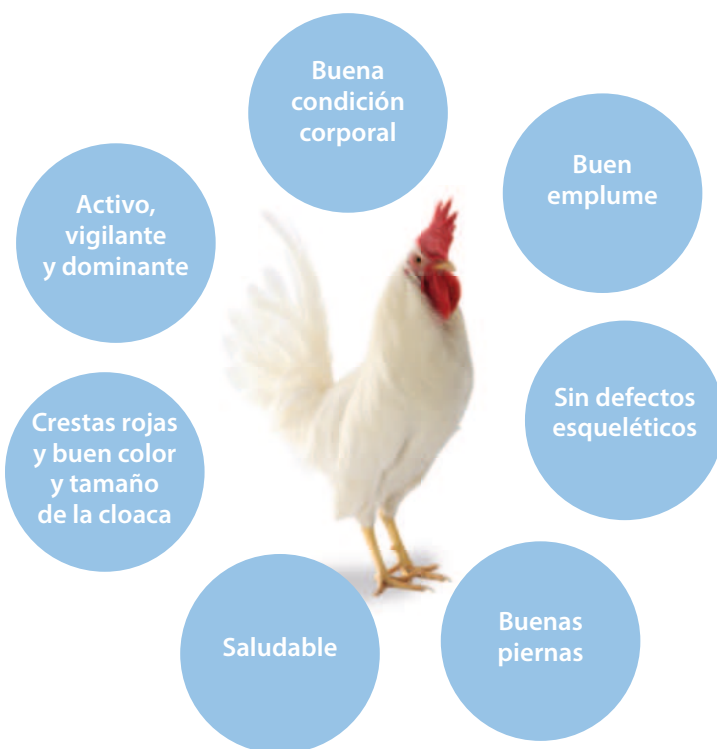 Buena
condición
corporal
Buen
emplume
Activo,
vigilante
y dominante
Sin defectos
esqueléticos
Crestas rojas
y buen color
y tamaño
de la cloaca
Buenas
piernas
Saludable